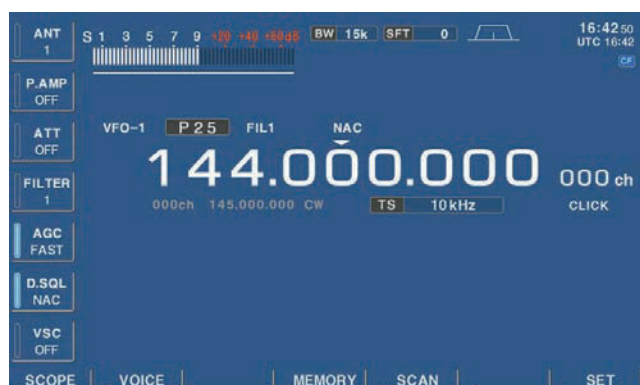 ANT
1
S 1 3 5 7 9 +20 +40 +60dB
BW 15k SFT 0
16:42 50
UTC 16:42
CF
P.AMP
OFF
ATT
OFF
VFO-1 P25 FIL1 NAC
144.000.000
000 ch
FILTER
1
000ch 145.000.000 CW
TS 10kHz
CLICK
AGC
FAST
D.SQL
NAC
VSC
OFF
SCOPE VOICE MEMORY SCAN SET